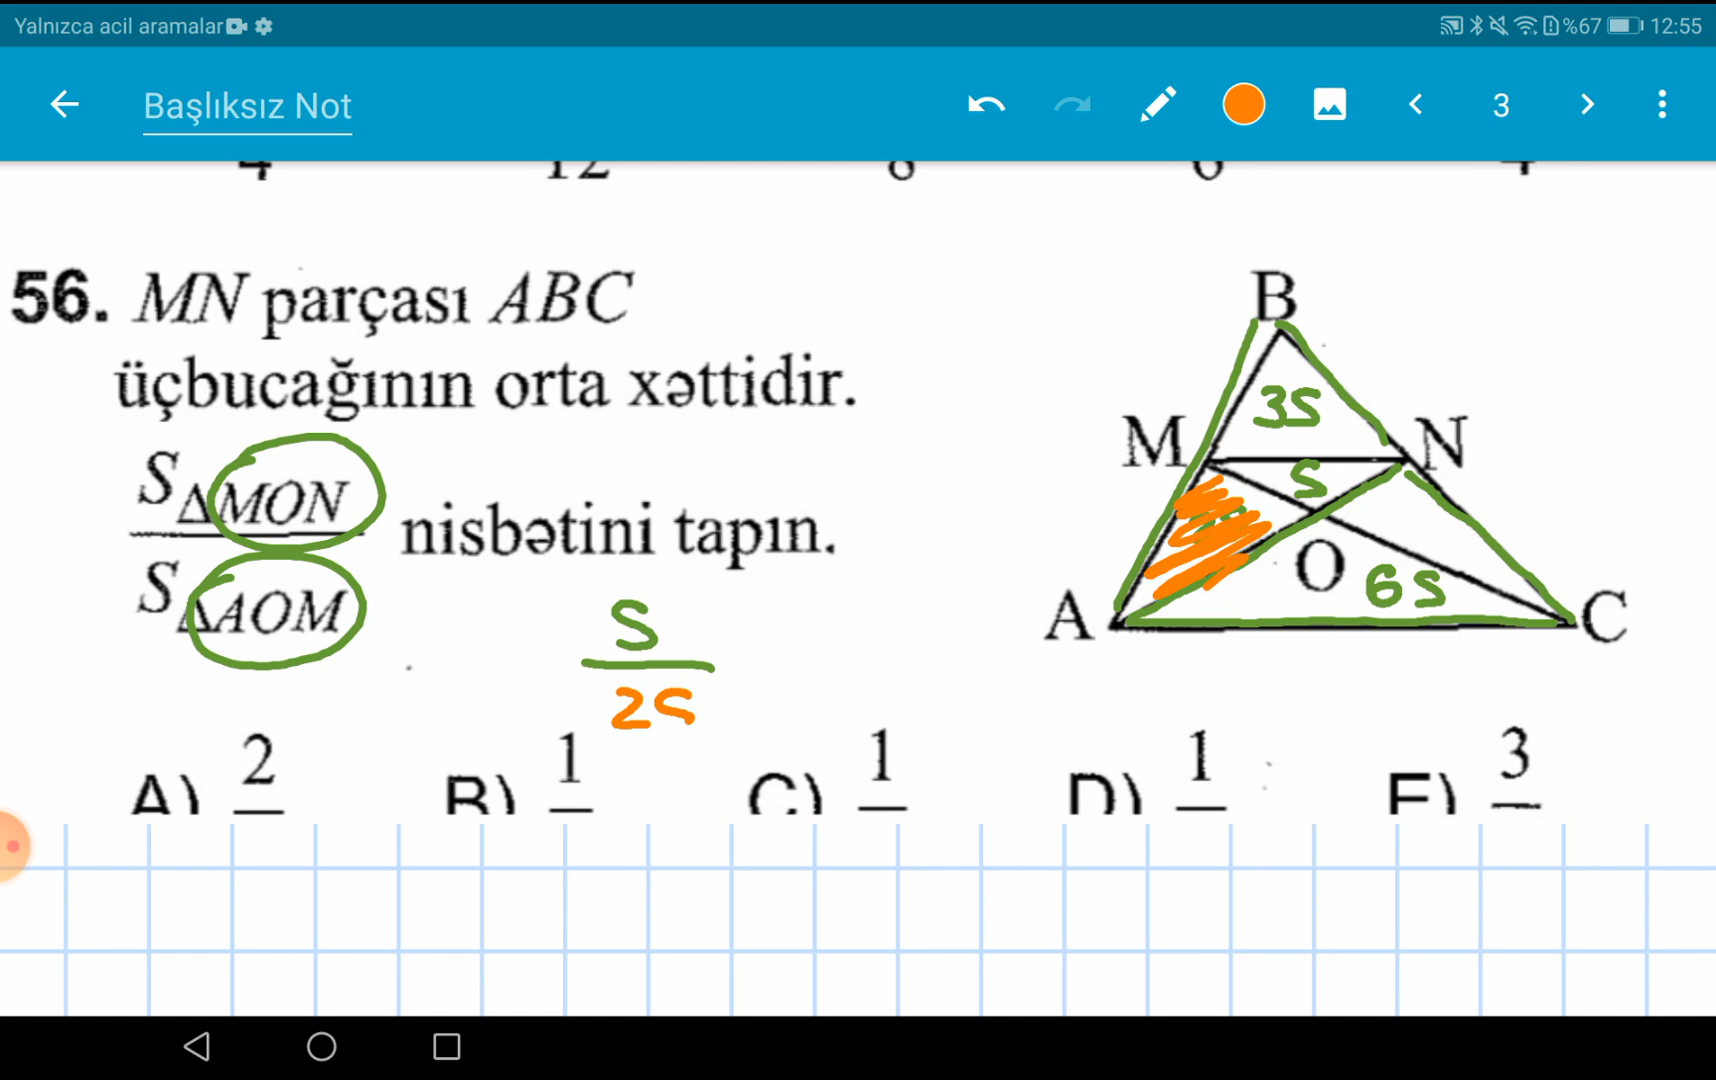 Yalnızca acil aramalar %67 12:55
Başlıksız Not 3
12
56. MN parçası ABC
üçbucağının orta xəttidir.
S△MON
S△AOM
nisbətini tapın.
S
2S
B
3S
M N
S
O 6S
A C
A) 2 B) 1 C) 1 D) 1 E) 3